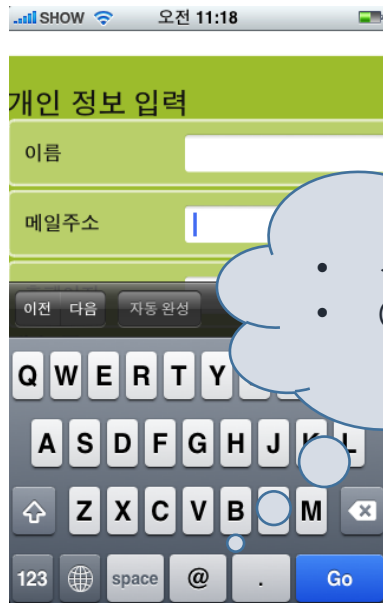 SHOW 오전 11:18
개인 정보 입력
이름
메일주소
이전 다음 자동 완성
Q W E R T Y
A S D F G H J K L
Z X C V B M
123 space @ . Go